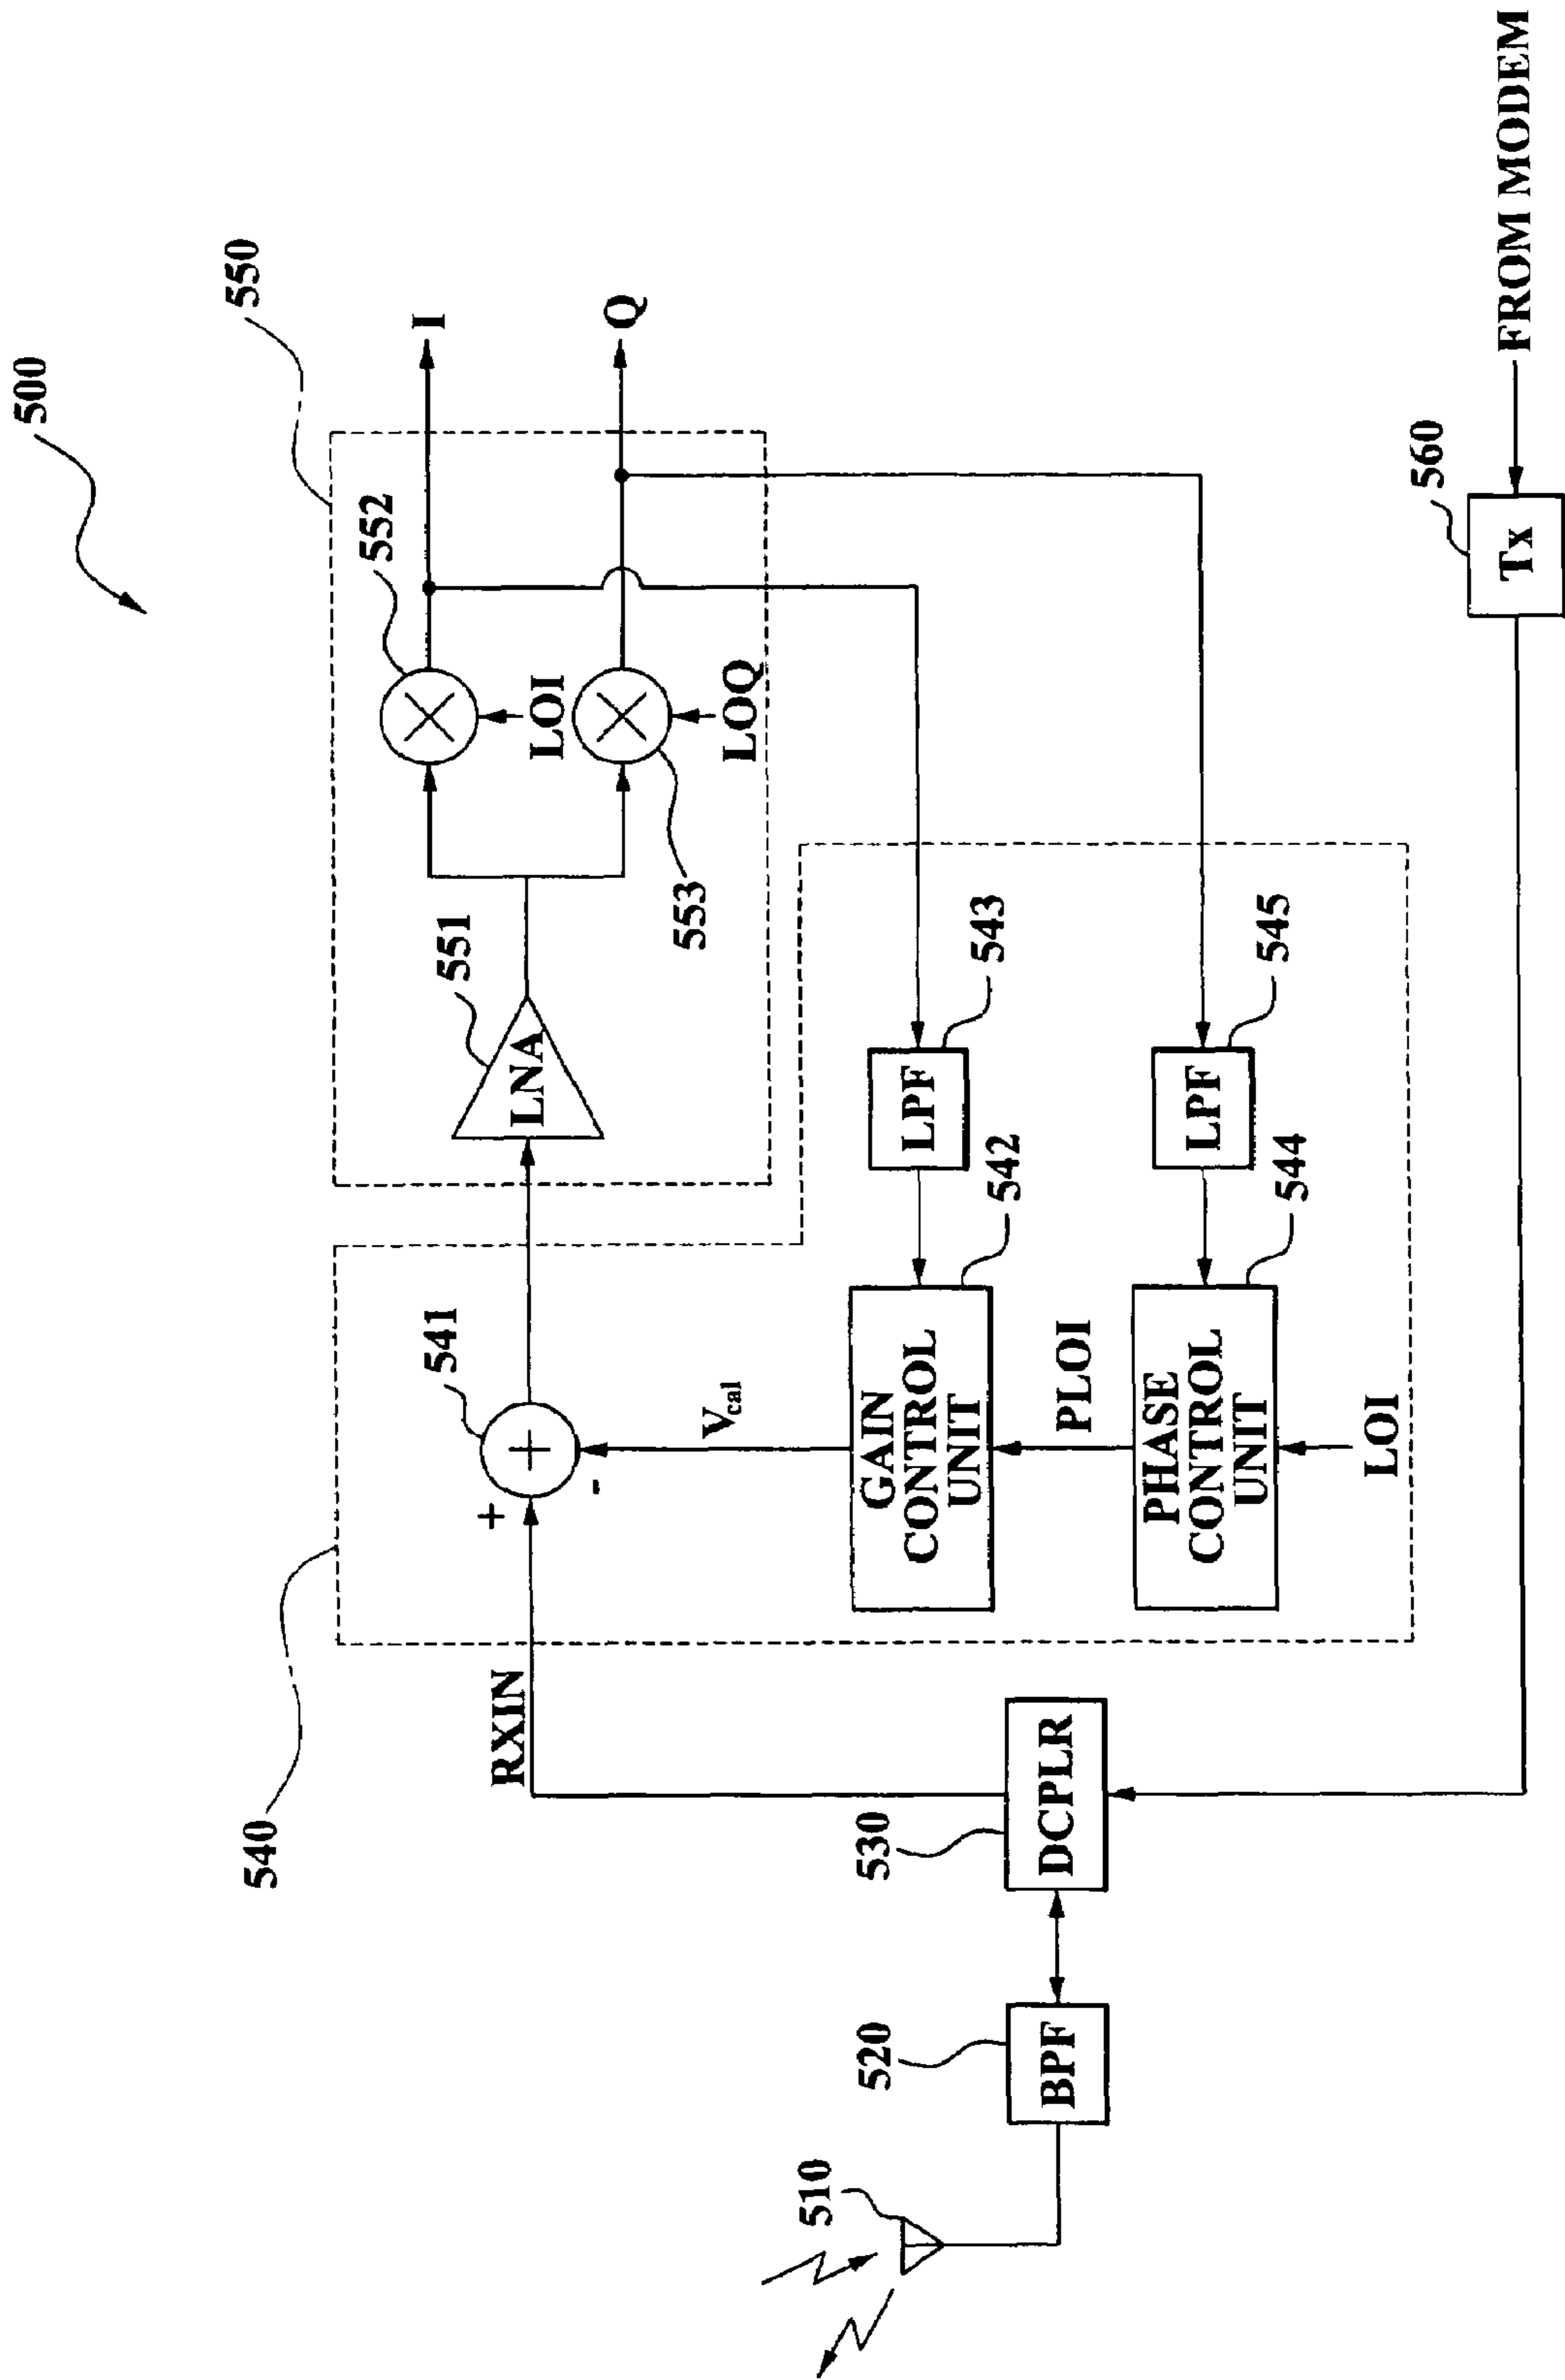 500
540
550
541
551
552
I
LNA
LOI
RXIN
+
-
+
553
LOQ
Q
Vcal
510
520
530
542
543
BPF
DCPLR
GAIN
CONTROL
UNIT
LPF
PLOI
544
545
PHASE
CONTROL
UNIT
LPF
LOI
560
Tx
FROM MODEM